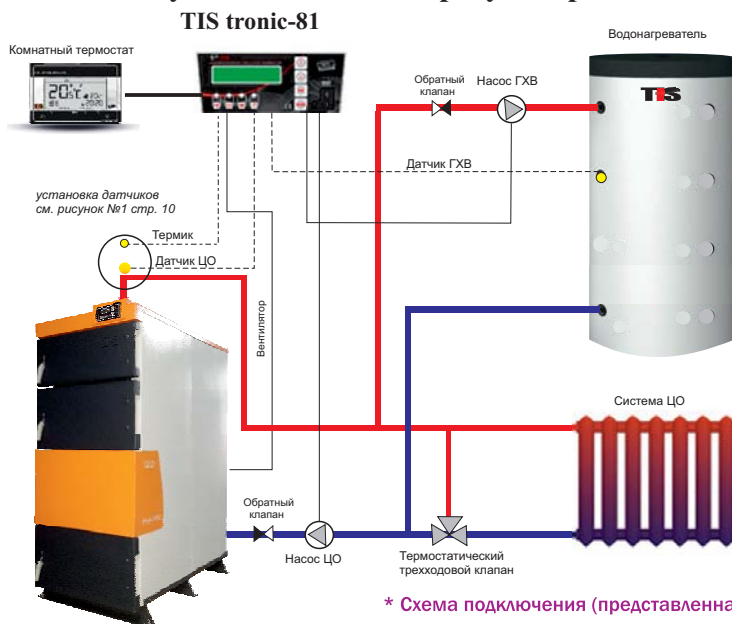 TIS tronic-81
Комнатный термостат
Водонагреватель
Обратный
клапан
Насос ГХВ
TIS
Датчик ГХВ
установка датчиков
см. рисунок №1 стр. 10
Термик
Датчик ЦО
Вентилятор
Система ЦО
Обратный
клапан
Насос ЦО
Термостатический
трехходовой клапан
* Схема подключения (представленна